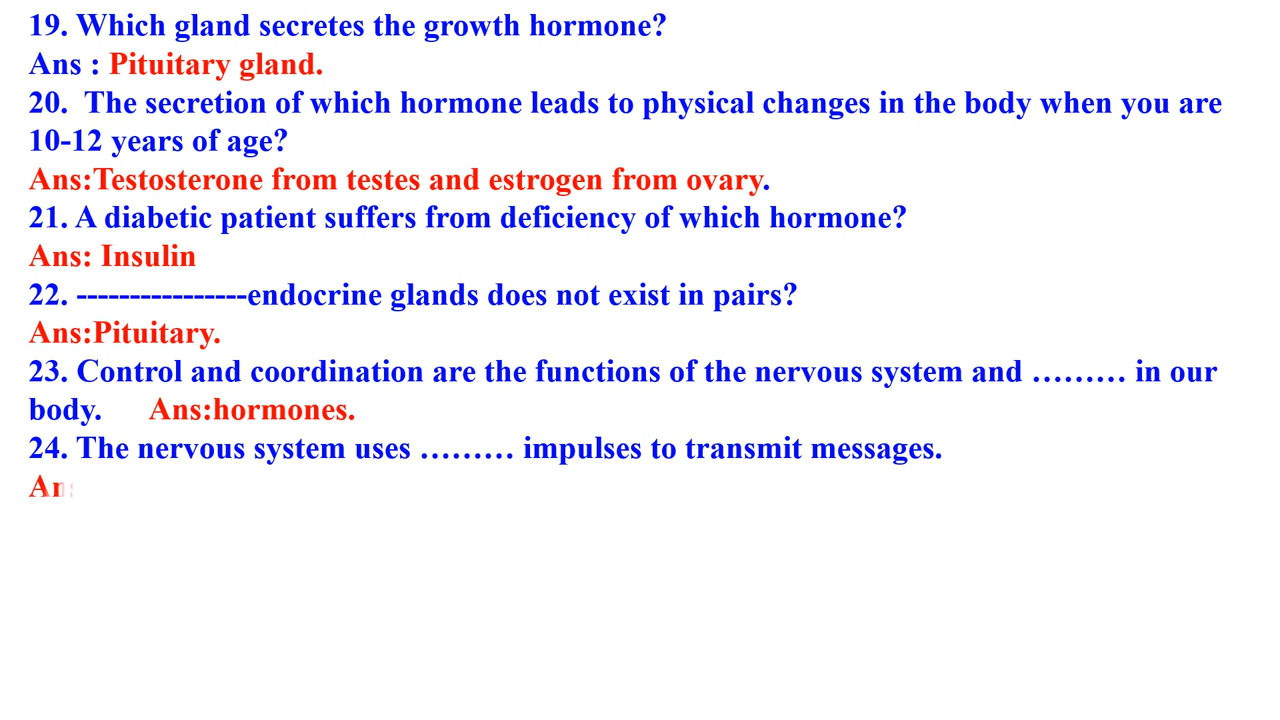 19. Which gland secretes the growth hormone?
Ans : Pituitary gland.
20.  The secretion of which hormone leads to physical changes in the body when you are
10-12 years of age?
Ans:Testosterone from testes and estrogen from ovary.
21. A diabetic patient suffers from deficiency of which hormone?
Ans: Insulin
22. ----------------endocrine glands does not exist in pairs?
Ans:Pituitary.
23. Control and coordination are the functions of the nervous system and ……… in our
body.      Ans:hormones.
24. The nervous system uses ……… impulses to transmit messages.
An